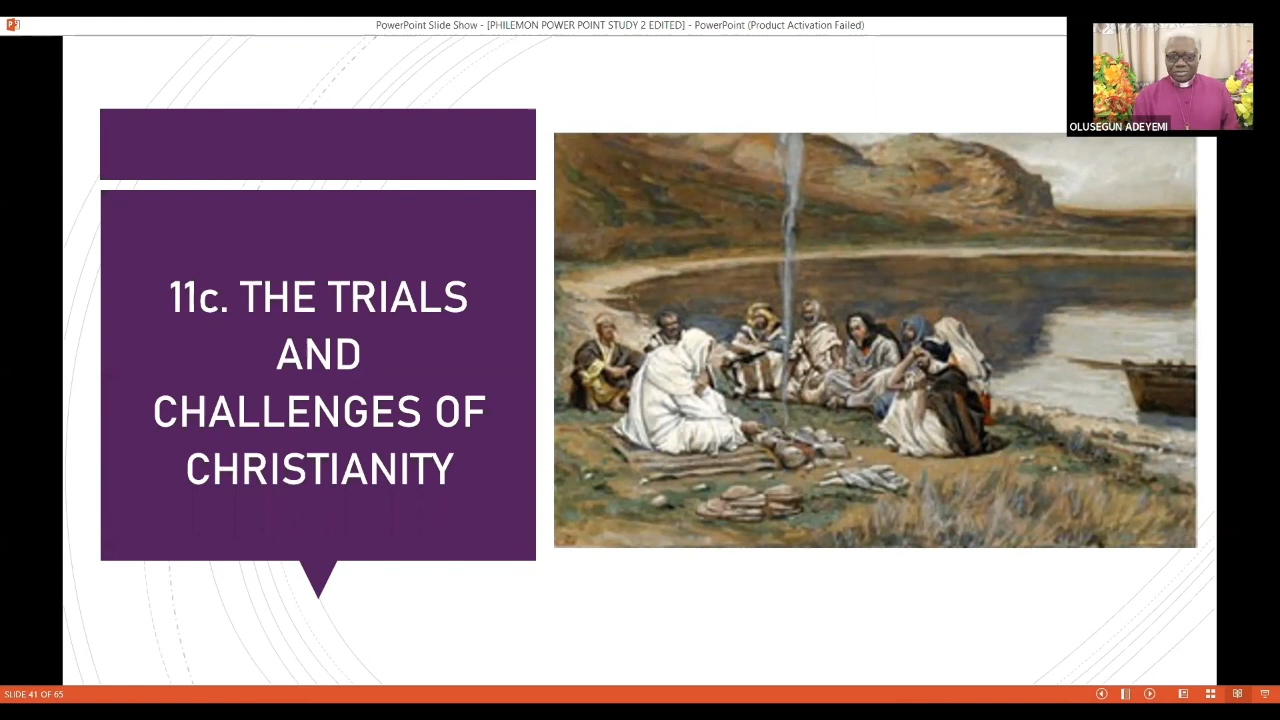 PowerPoint Slide Show - [PHILEMON POWER POINT STUDY 2 EDITED] - PowerPoint (Product Activation Failed)
OLUSEGUN ADEYEMI
11c. THE TRIALS
AND
CHALLENGES OF
CHRISTIANITY
SLIDE 41 OF 65